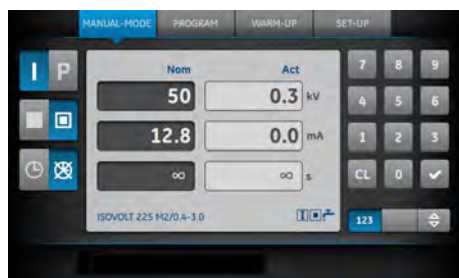 MANUAL-MODE PROGRAM WARM-UP SET-UP
I P
Nom Act
50 0.3 kV
12.8 0.0 mA
∞ ∞ s
ISOVOLT 225 M2/0.4-3.0
7 8 9
4 5 6
1 2 3
CL 0
123